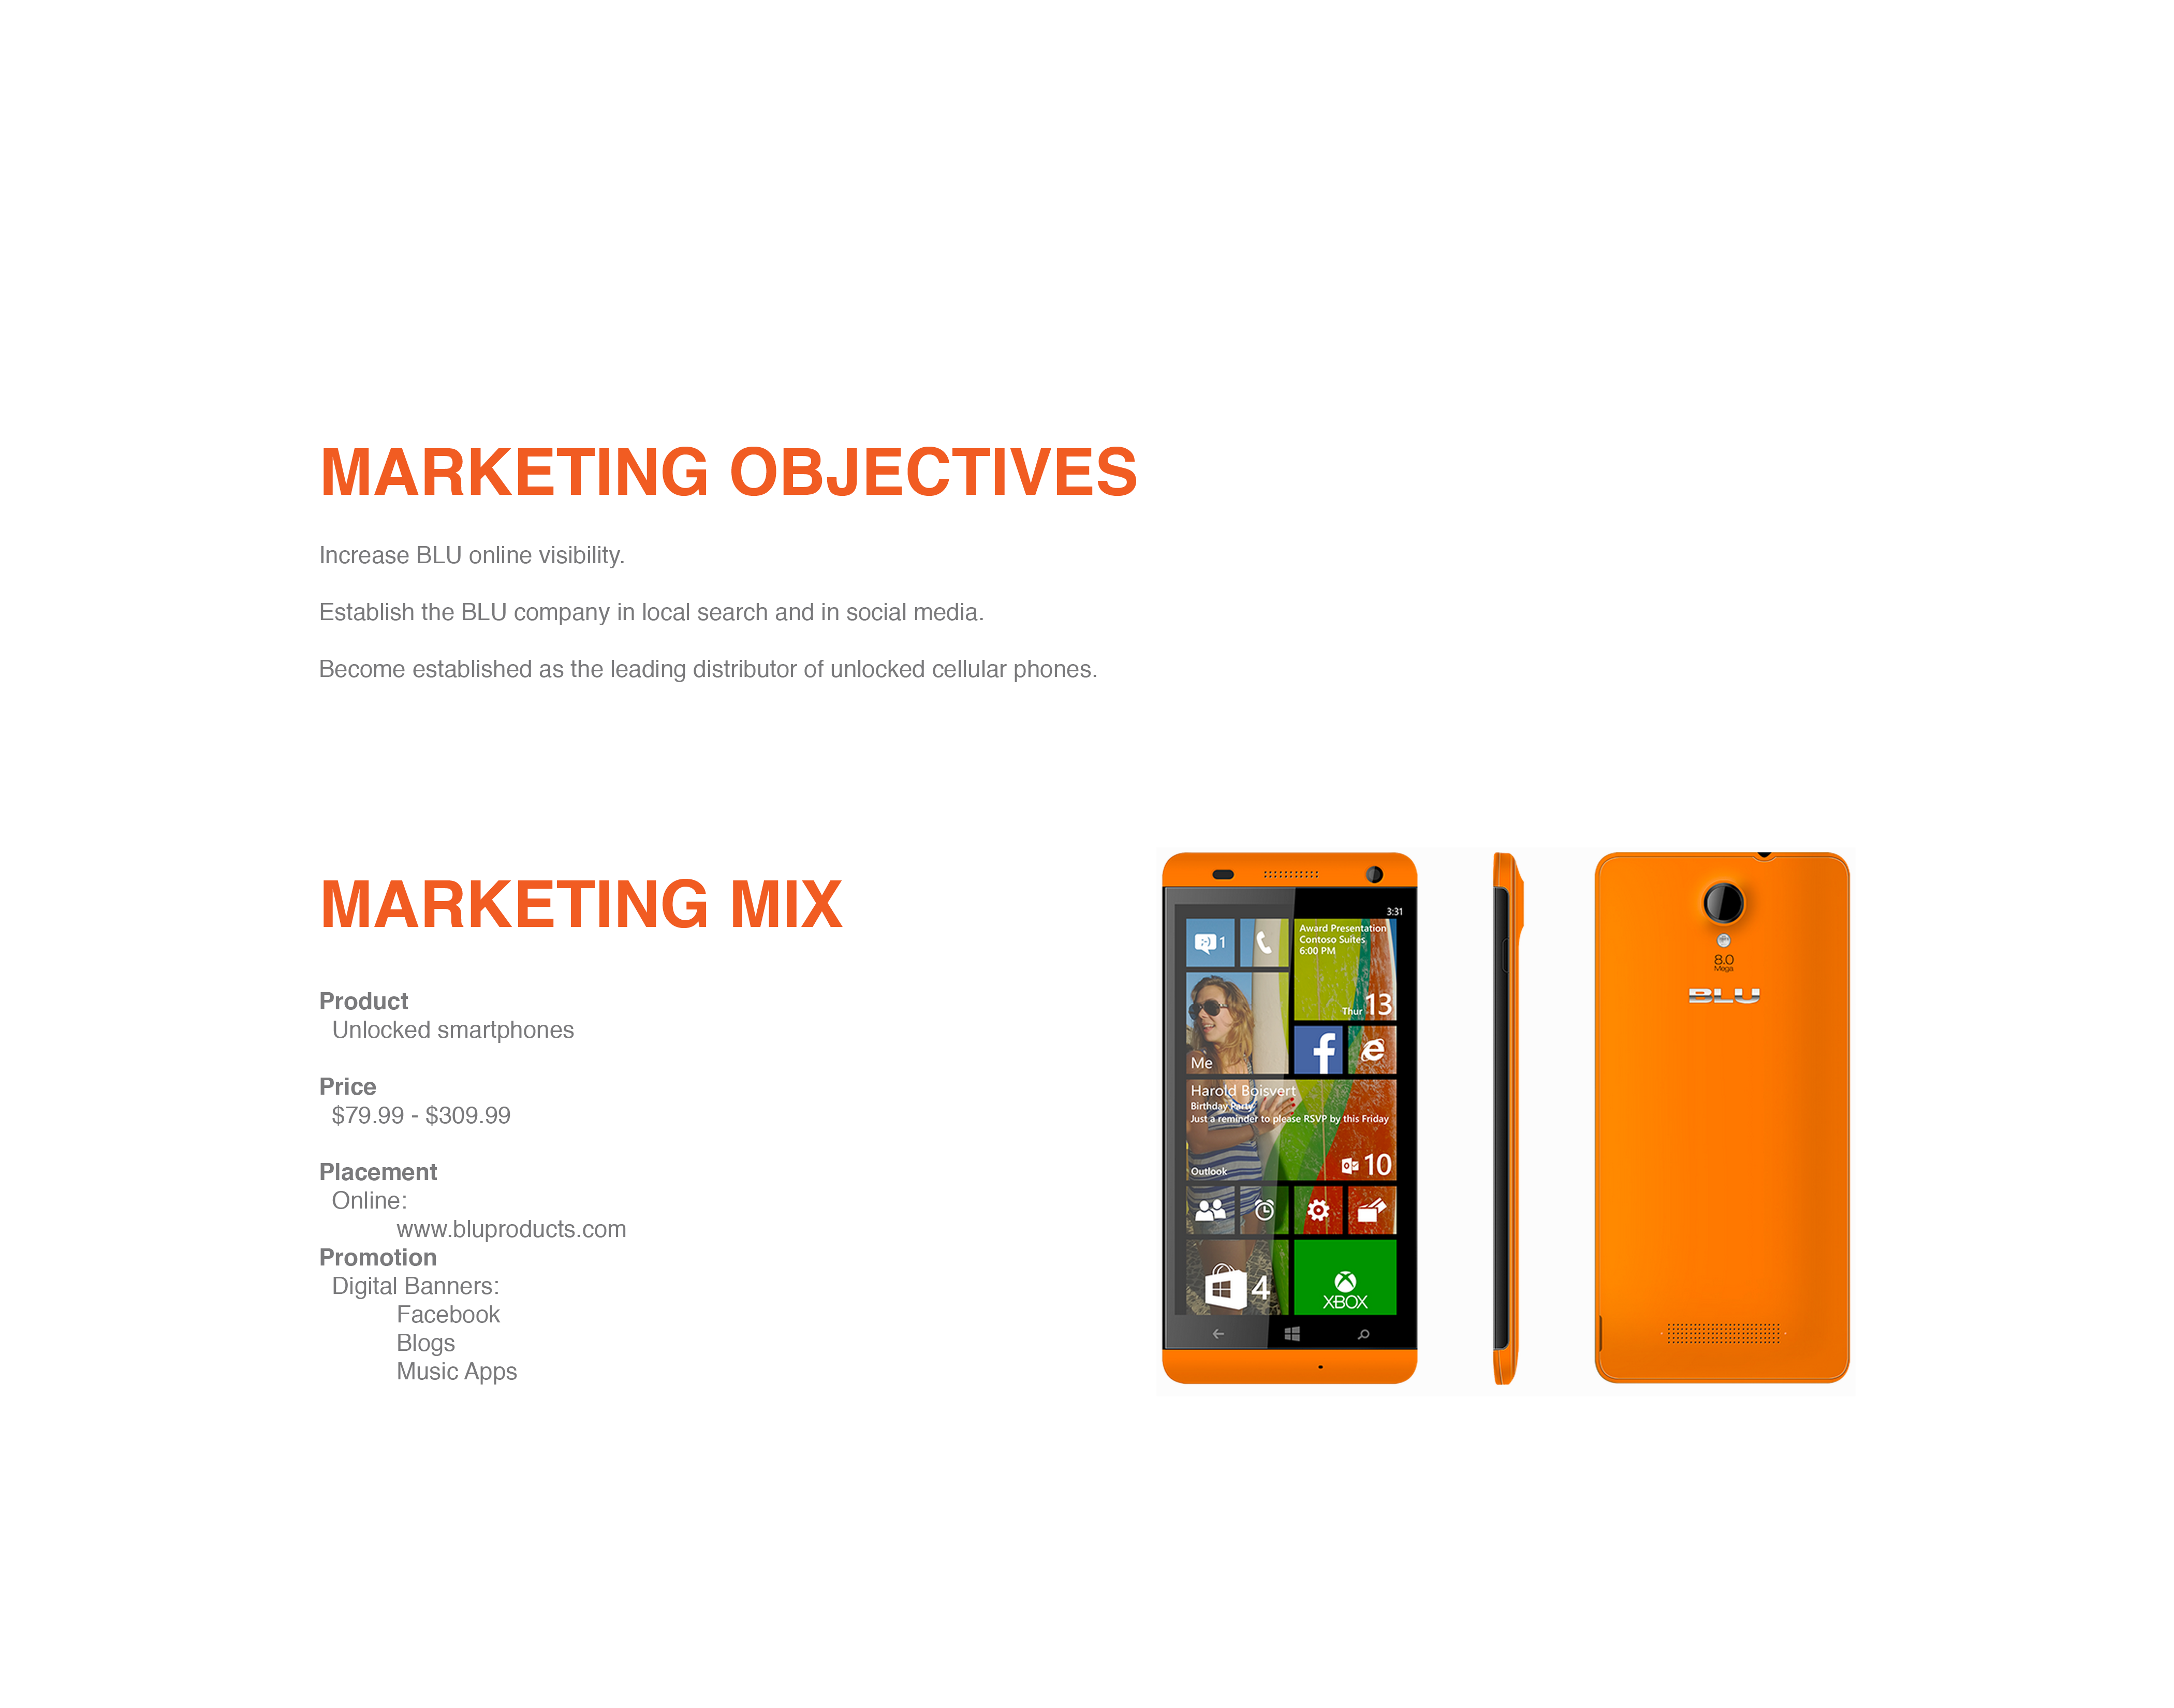 MARKETING OBJECTIVES
Increase BLU online visibility.
Establish the BLU company in local search and in social media.
Become established as the leading distributor of unlocked cellular phones.
MARKETING MIX
Product
Unlocked smartphones
Price
$79.99 - $309.99
Placement
Online:
www.bluproducts.com
Promotion
Digital Banners:
Facebook
Blogs
Music Apps
3:31
1
Award Presentation
Contoso Suites
6:00 PM
Thur 13
Me
Harold Boisvert
Birthday Party
Just a reminder to please RSVP by this Friday
Outlook
10
4
XBOX
8.0
Mega
BLU